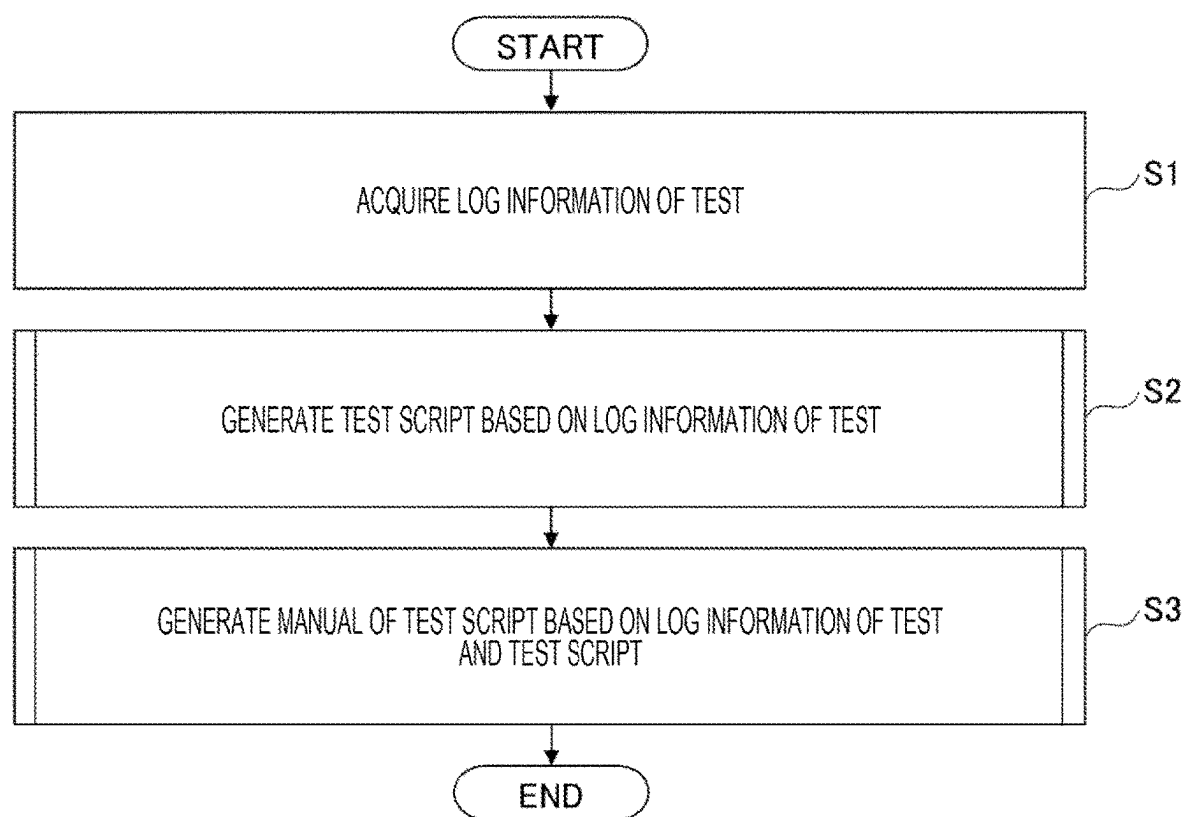 START
ACQUIRE LOG INFORMATION OF TEST
S1
GENERATE TEST SCRIPT BASED ON LOG INFORMATION OF TEST
S2
GENERATE MANUAL OF TEST SCRIPT BASED ON LOG INFORMATION OF TEST
AND TEST SCRIPT
S3
END